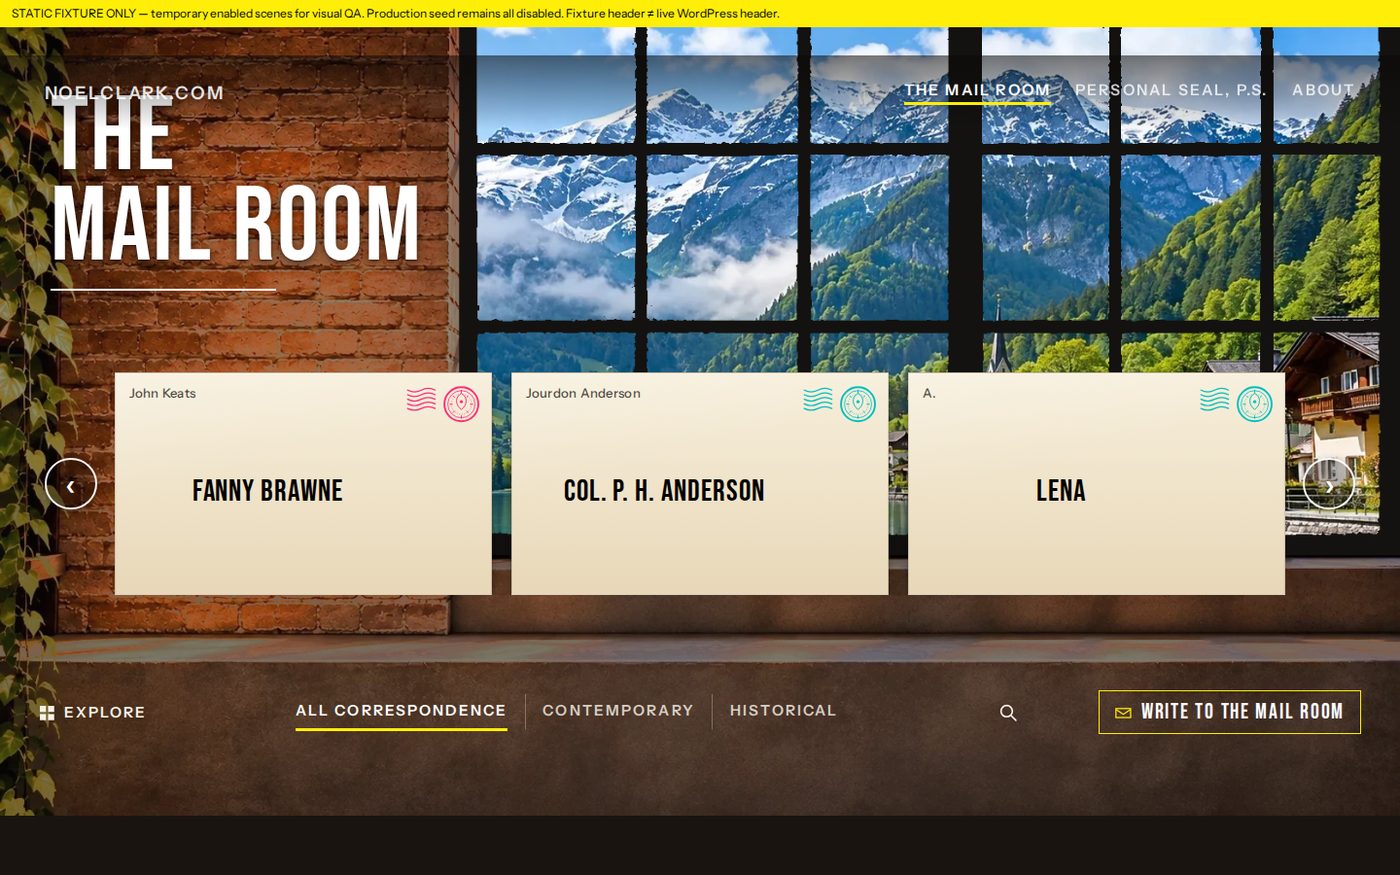 STATIC FIXTURE ONLY — temporary enabled scenes for visual QA. Production seed remains all disabled. Fixture header ≠ live WordPress header.
NOELCLARK.COM
THE MAIL ROOM
PERSONAL SEAL, P.S.
ABOUT
THE
MAIL ROOM
John Keats
FANNY BRAWNE
Jourdon Anderson
COL. P. H. ANDERSON
A.
LENA
EXPLORE
ALL CORRESPONDENCE
CONTEMPORARY
HISTORICAL
WRITE TO THE MAIL ROOM